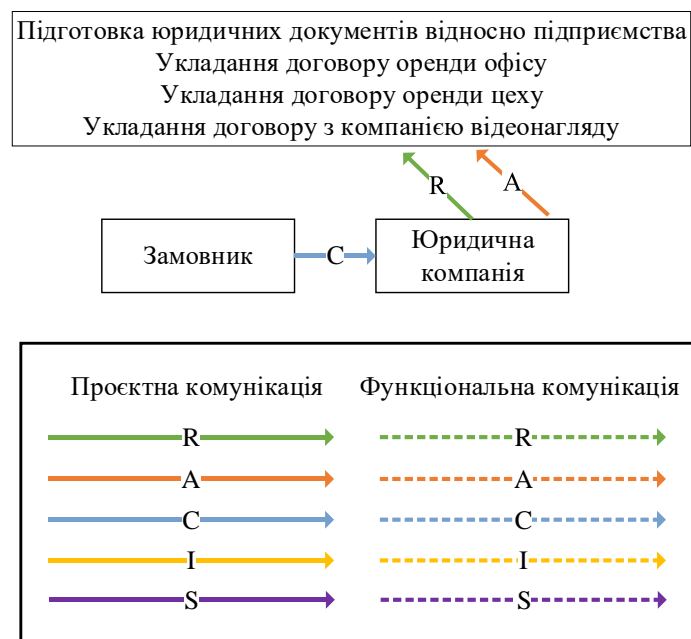 Підготовка юридичних документів відносно підприємства
Укладання договору оренди офісу
Укладання договору оренди цеху
Укладання договору з компанією відеонагляду
R
A
Замовник
C
Юридична
компанія
Проєктна комунікація
Функціональна комунікація
R
R
A
A
C
C
I
I
S
S